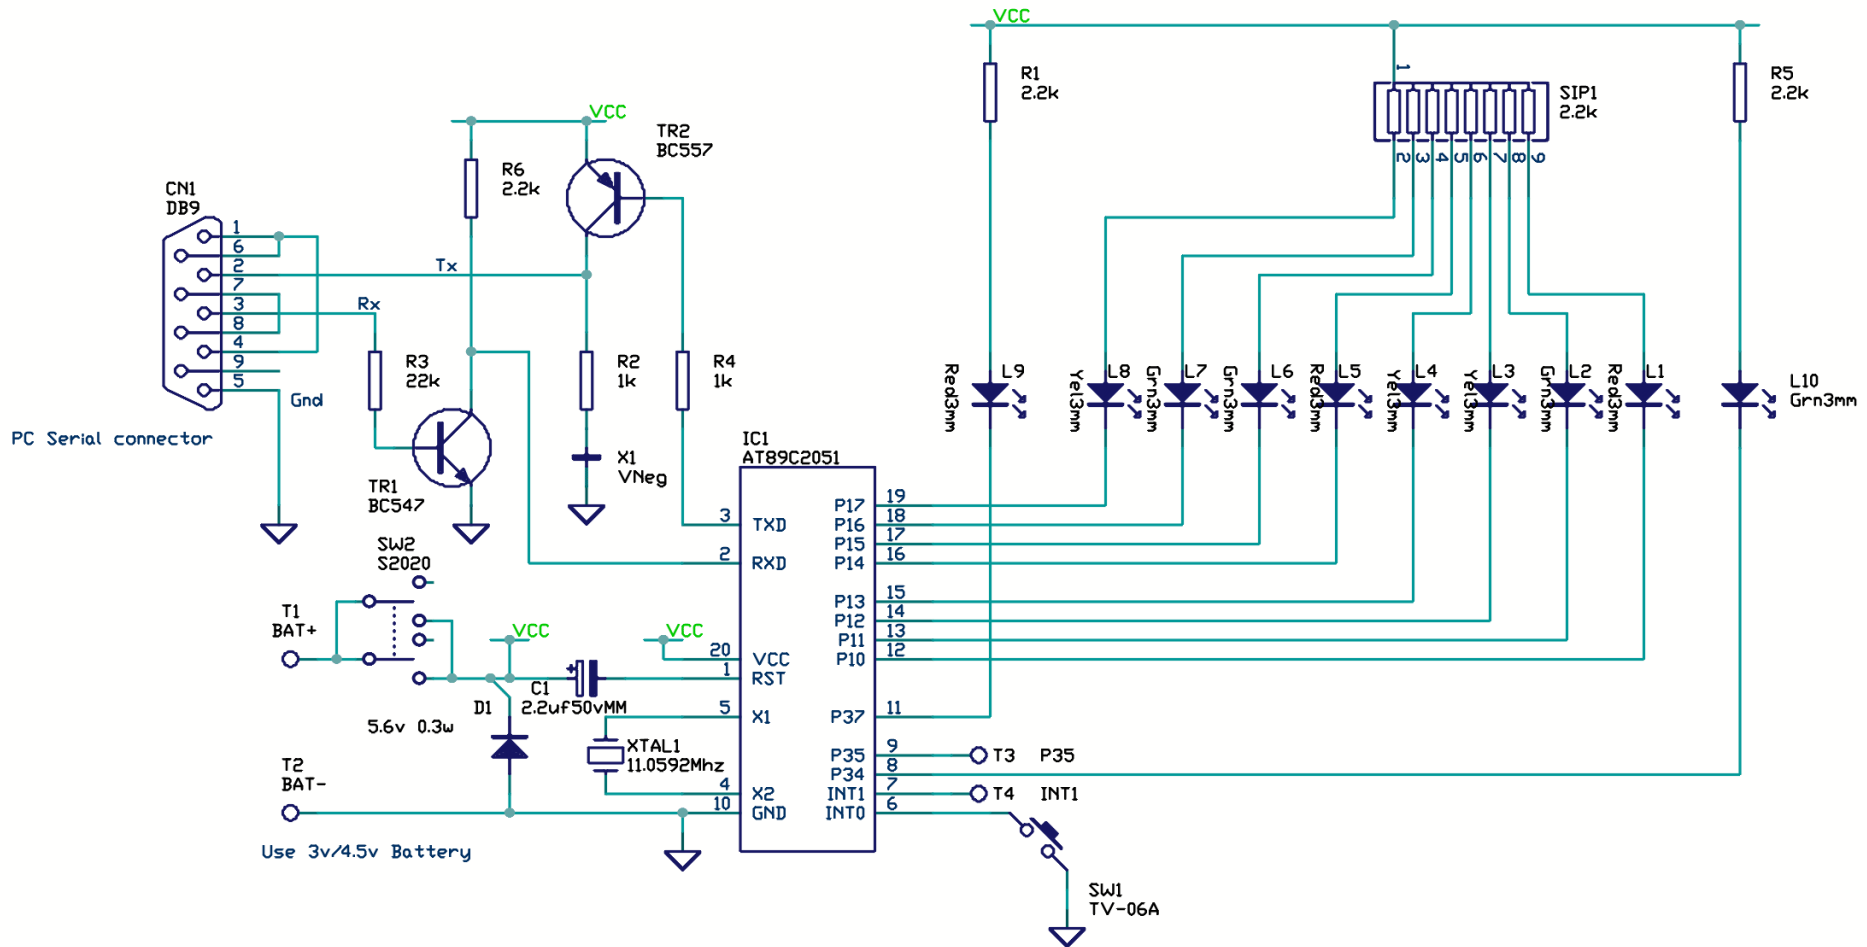 VCC
R1
2.2k
1
SIP1
2.2k
R5
2.2k
2 3 4 5 6 7 8 9
VCC
TR2
BC557
R6
2.2k
CN1
DB9
1
6
2
7
3
8
4
9
5
Tx
Rx
Gnd
PC Serial connector
R3
22k
R2
1k
R4
1k
TR1
BC547
X1
VNeg
Red3mm L9
Yel3mm L8
Grn3mm L7
Grn3mm L6
Red3mm L5
Yel3mm L4
Yel3mm L3
Grn3mm L2
Red3mm L1
L10
Grn3mm
IC1
AT89C2051
3 TXD
2 RXD
20 VCC
1 RST
5 X1
4 X2
10 GND
P17 19
P16 18
P15 17
P14 16
P13 15
P12 14
P11 13
P10 12
P37 11
P35 9
P34 8
INT1 7
INT0 6
T3 P35
T4 INT1
SW1
TV-06A
SW2
S2020
T1
BAT+
VCC
VCC
C1
2.2uf50vMM
D1
5.6v 0.3w
XTAL1
11.0592Mhz
T2
BAT-
Use 3v/4.5v Battery